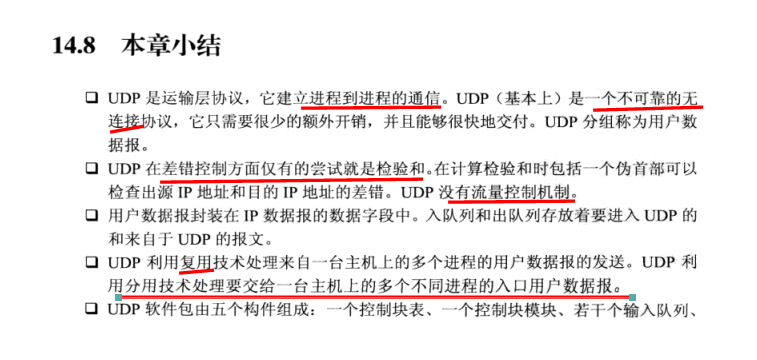 14.8 本章小结
❑ UDP 是运输层协议，它建立进程到进程的通信。UDP（基本上）是一个不可靠的无
连接协议，它只需要很少的额外开销，并且能够很快地交付。UDP 分组称为用户数
据报。
❑ UDP 在差错控制方面仅有的尝试就是检验和。在计算检验和时包括一个伪首部可以
检查出源 IP 地址和目的 IP 地址的差错。UDP 没有流量控制机制。
❑ 用户数据报封装在 IP 数据报的数据字段中。入队列和出队列存放着要进入 UDP 的
和来自于 UDP 的报文。
❑ UDP 利用复用技术处理来自一台主机上的多个进程的用户数据报的发送。UDP 利
用分用技术处理要交给一台主机上的多个不同进程的入口用户数据报。
❑ UDP 软件包由五个构件组成：一个控制块表、一个控制块模块、若干个输入队列、